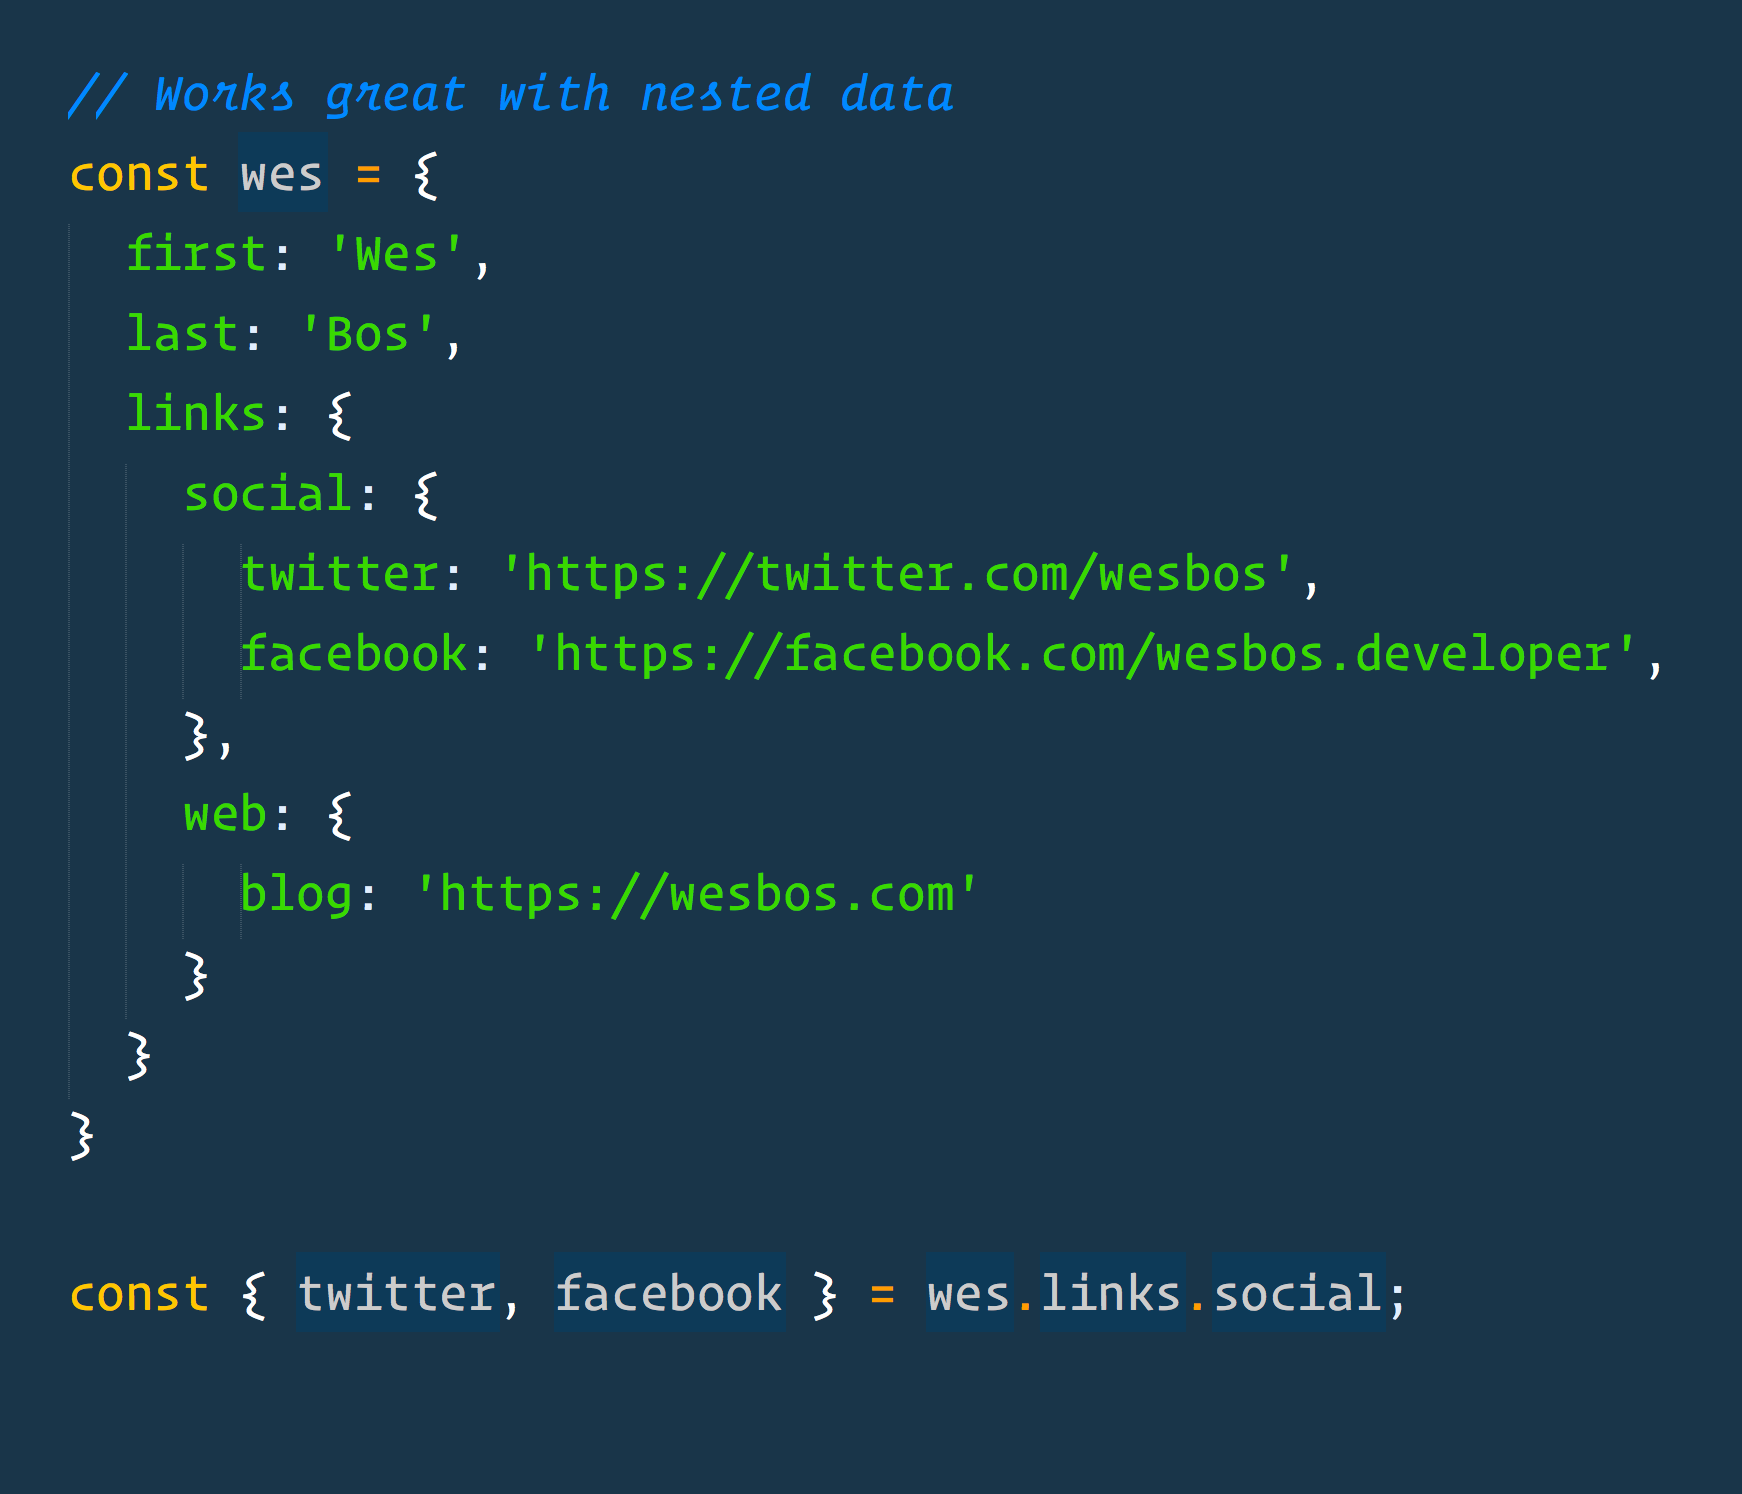 // Works great with nested data
const wes = {
  first: 'Wes',
  last: 'Bos',
  links: {
    social: {
      twitter: 'https://twitter.com/wesbos',
      facebook: 'https://facebook.com/wesbos.developer',
    },
    web: {
      blog: 'https://wesbos.com'
    }
  }
}

const { twitter, facebook } = wes.links.social;